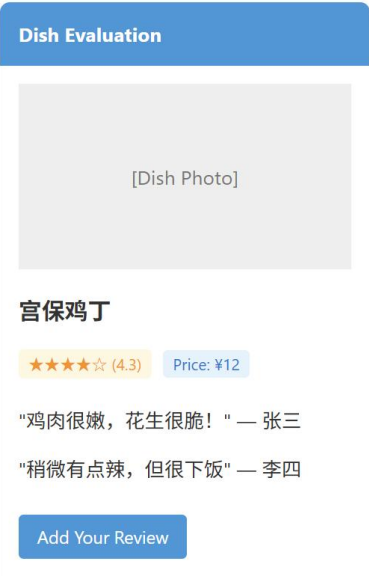 Dish Evaluation
[Dish Photo]
宫保鸡丁
★★★★☆ (4.3) Price: ¥12
"鸡肉很嫩，花生很脆！" — 张三
"稍微有点辣，但很下饭" — 李四
Add Your Review